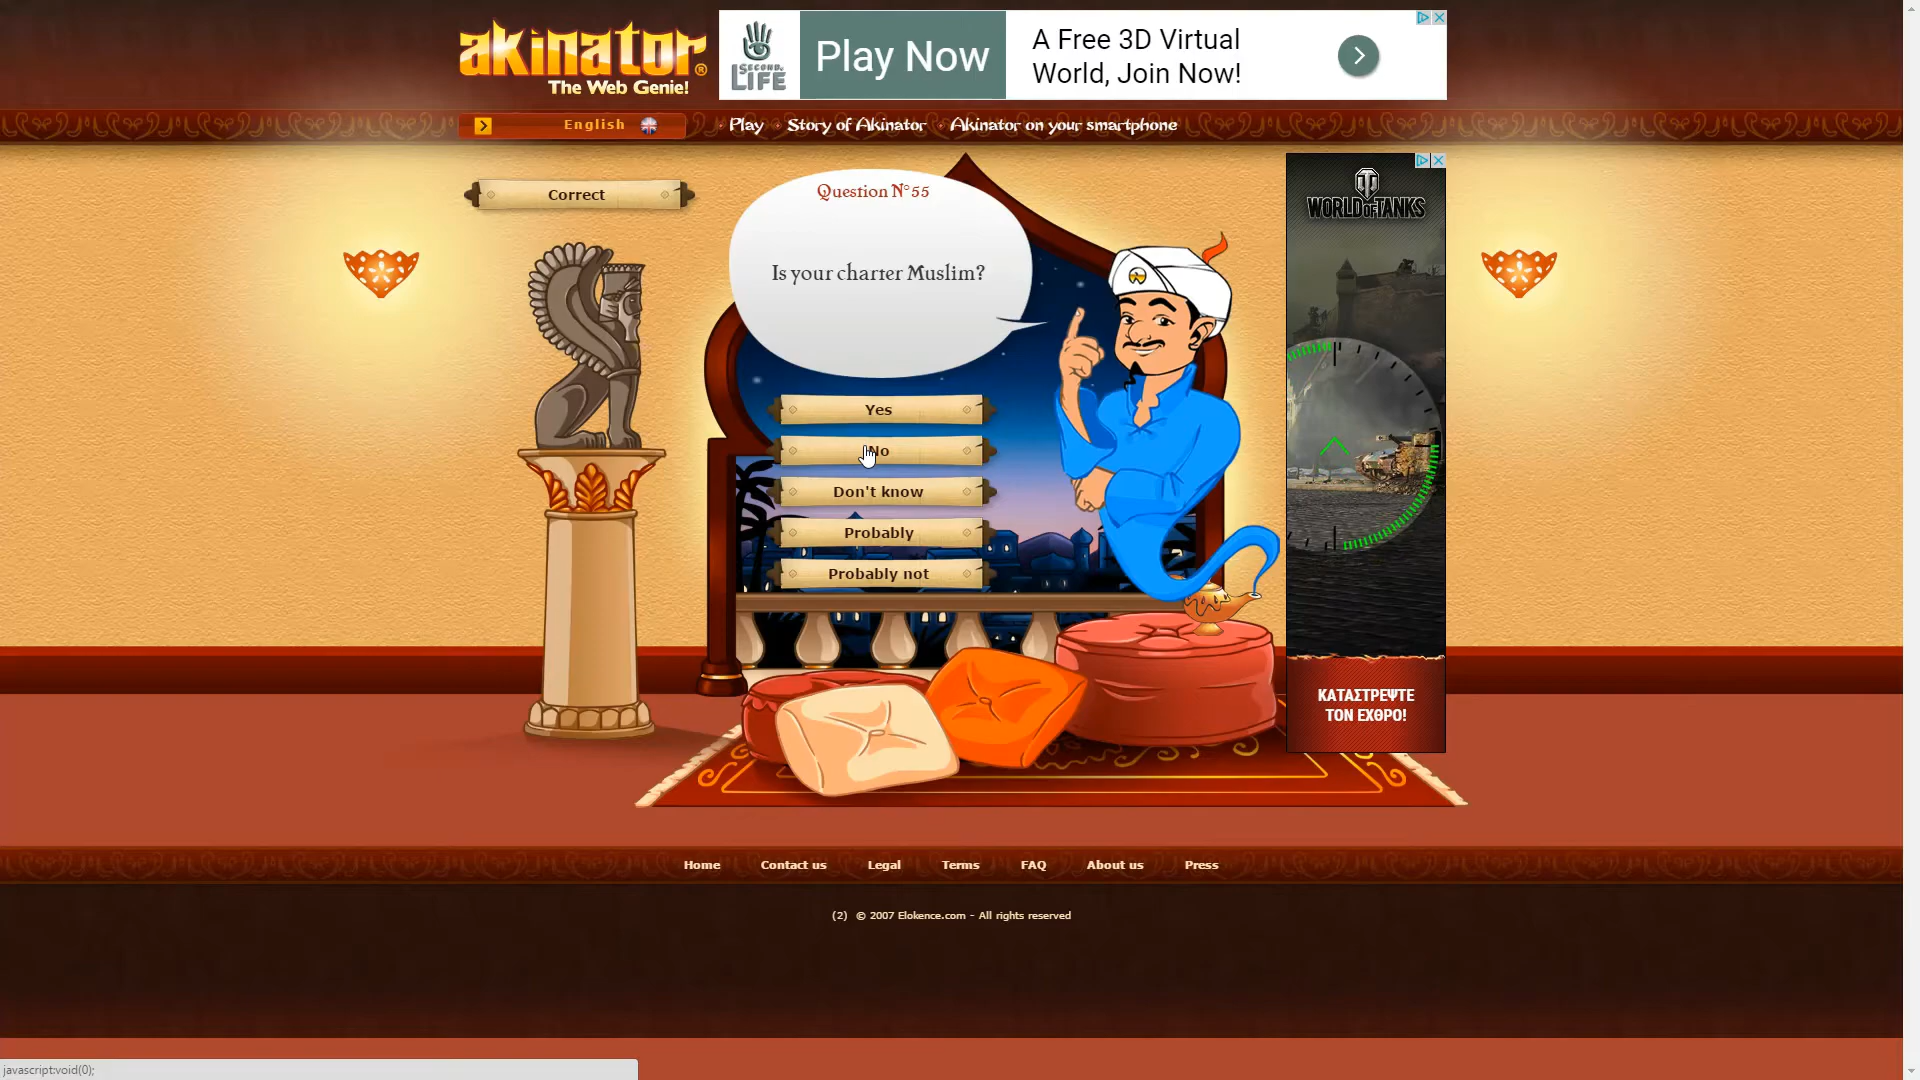 akinator®
The Web Genie!
SECOND LIFE
Play Now
A Free 3D Virtual
World, Join Now!
English
Play
Story of Akinator
Akinator on your smartphone
Correct
Question N°55
Is your charter Muslim?
Yes
No
Don't know
Probably
Probably not
WORLD OF TANKS
ΚΑΤΑΣΤΡΕΨΤΕ
ΤΟΝ ΕΧΘΡΟ!
Home
Contact us
Legal
Terms
FAQ
About us
Press
(2) © 2007 Elokence.com - All rights reserved
javascript:void(0);